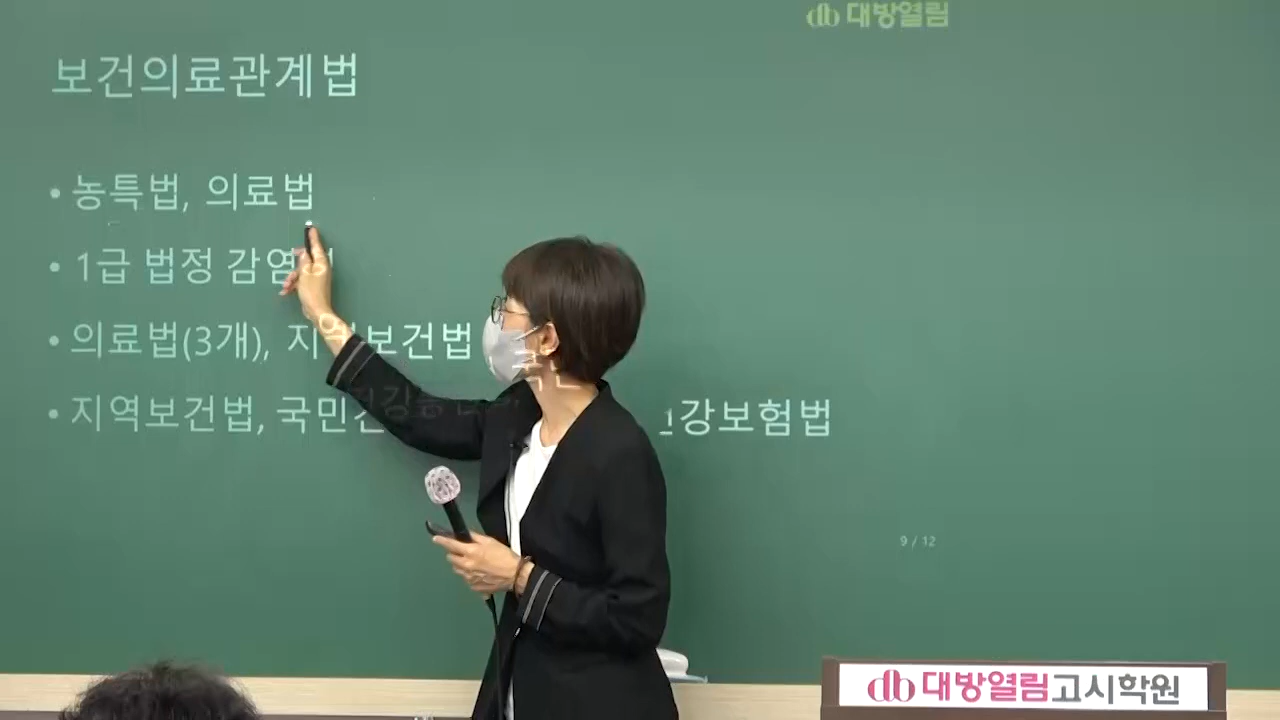 대방열림
보건의료관계법
• 농특법, 의료법
• 1급 법정 감염
• 의료법(3개), 지역보건법
• 지역보건법, 국민 강보험법
9 / 12
대방열림고시학원